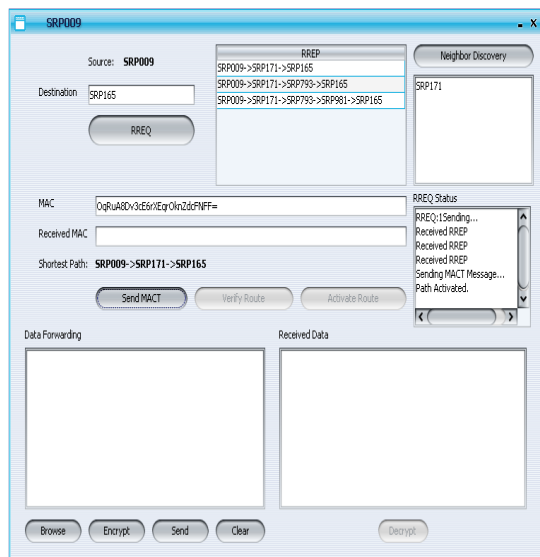 SRP009
Source: SRP009
Destination SRP165
RREQ
RREP
SRP009->SRP171->SRP165
SRP009->SRP171->SRP793->SRP165
SRP009->SRP171->SRP793->SRP981->SRP165
Neighbor Discovery
SRP171
MAC OqRuA8Dv3cE6rXEqrOknZdcFNFF=
Received MAC
Shortest Path: SRP009->SRP171->SRP165
Send MACT Verify Route Activate Route
RREQ Status
RREQ:1Sending...
Received RREP
Received RREP
Received RREP
Sending MACT Message...
Path Activated.
Data Forwarding
Received Data
Browse Encrypt Send Clear Decrypt